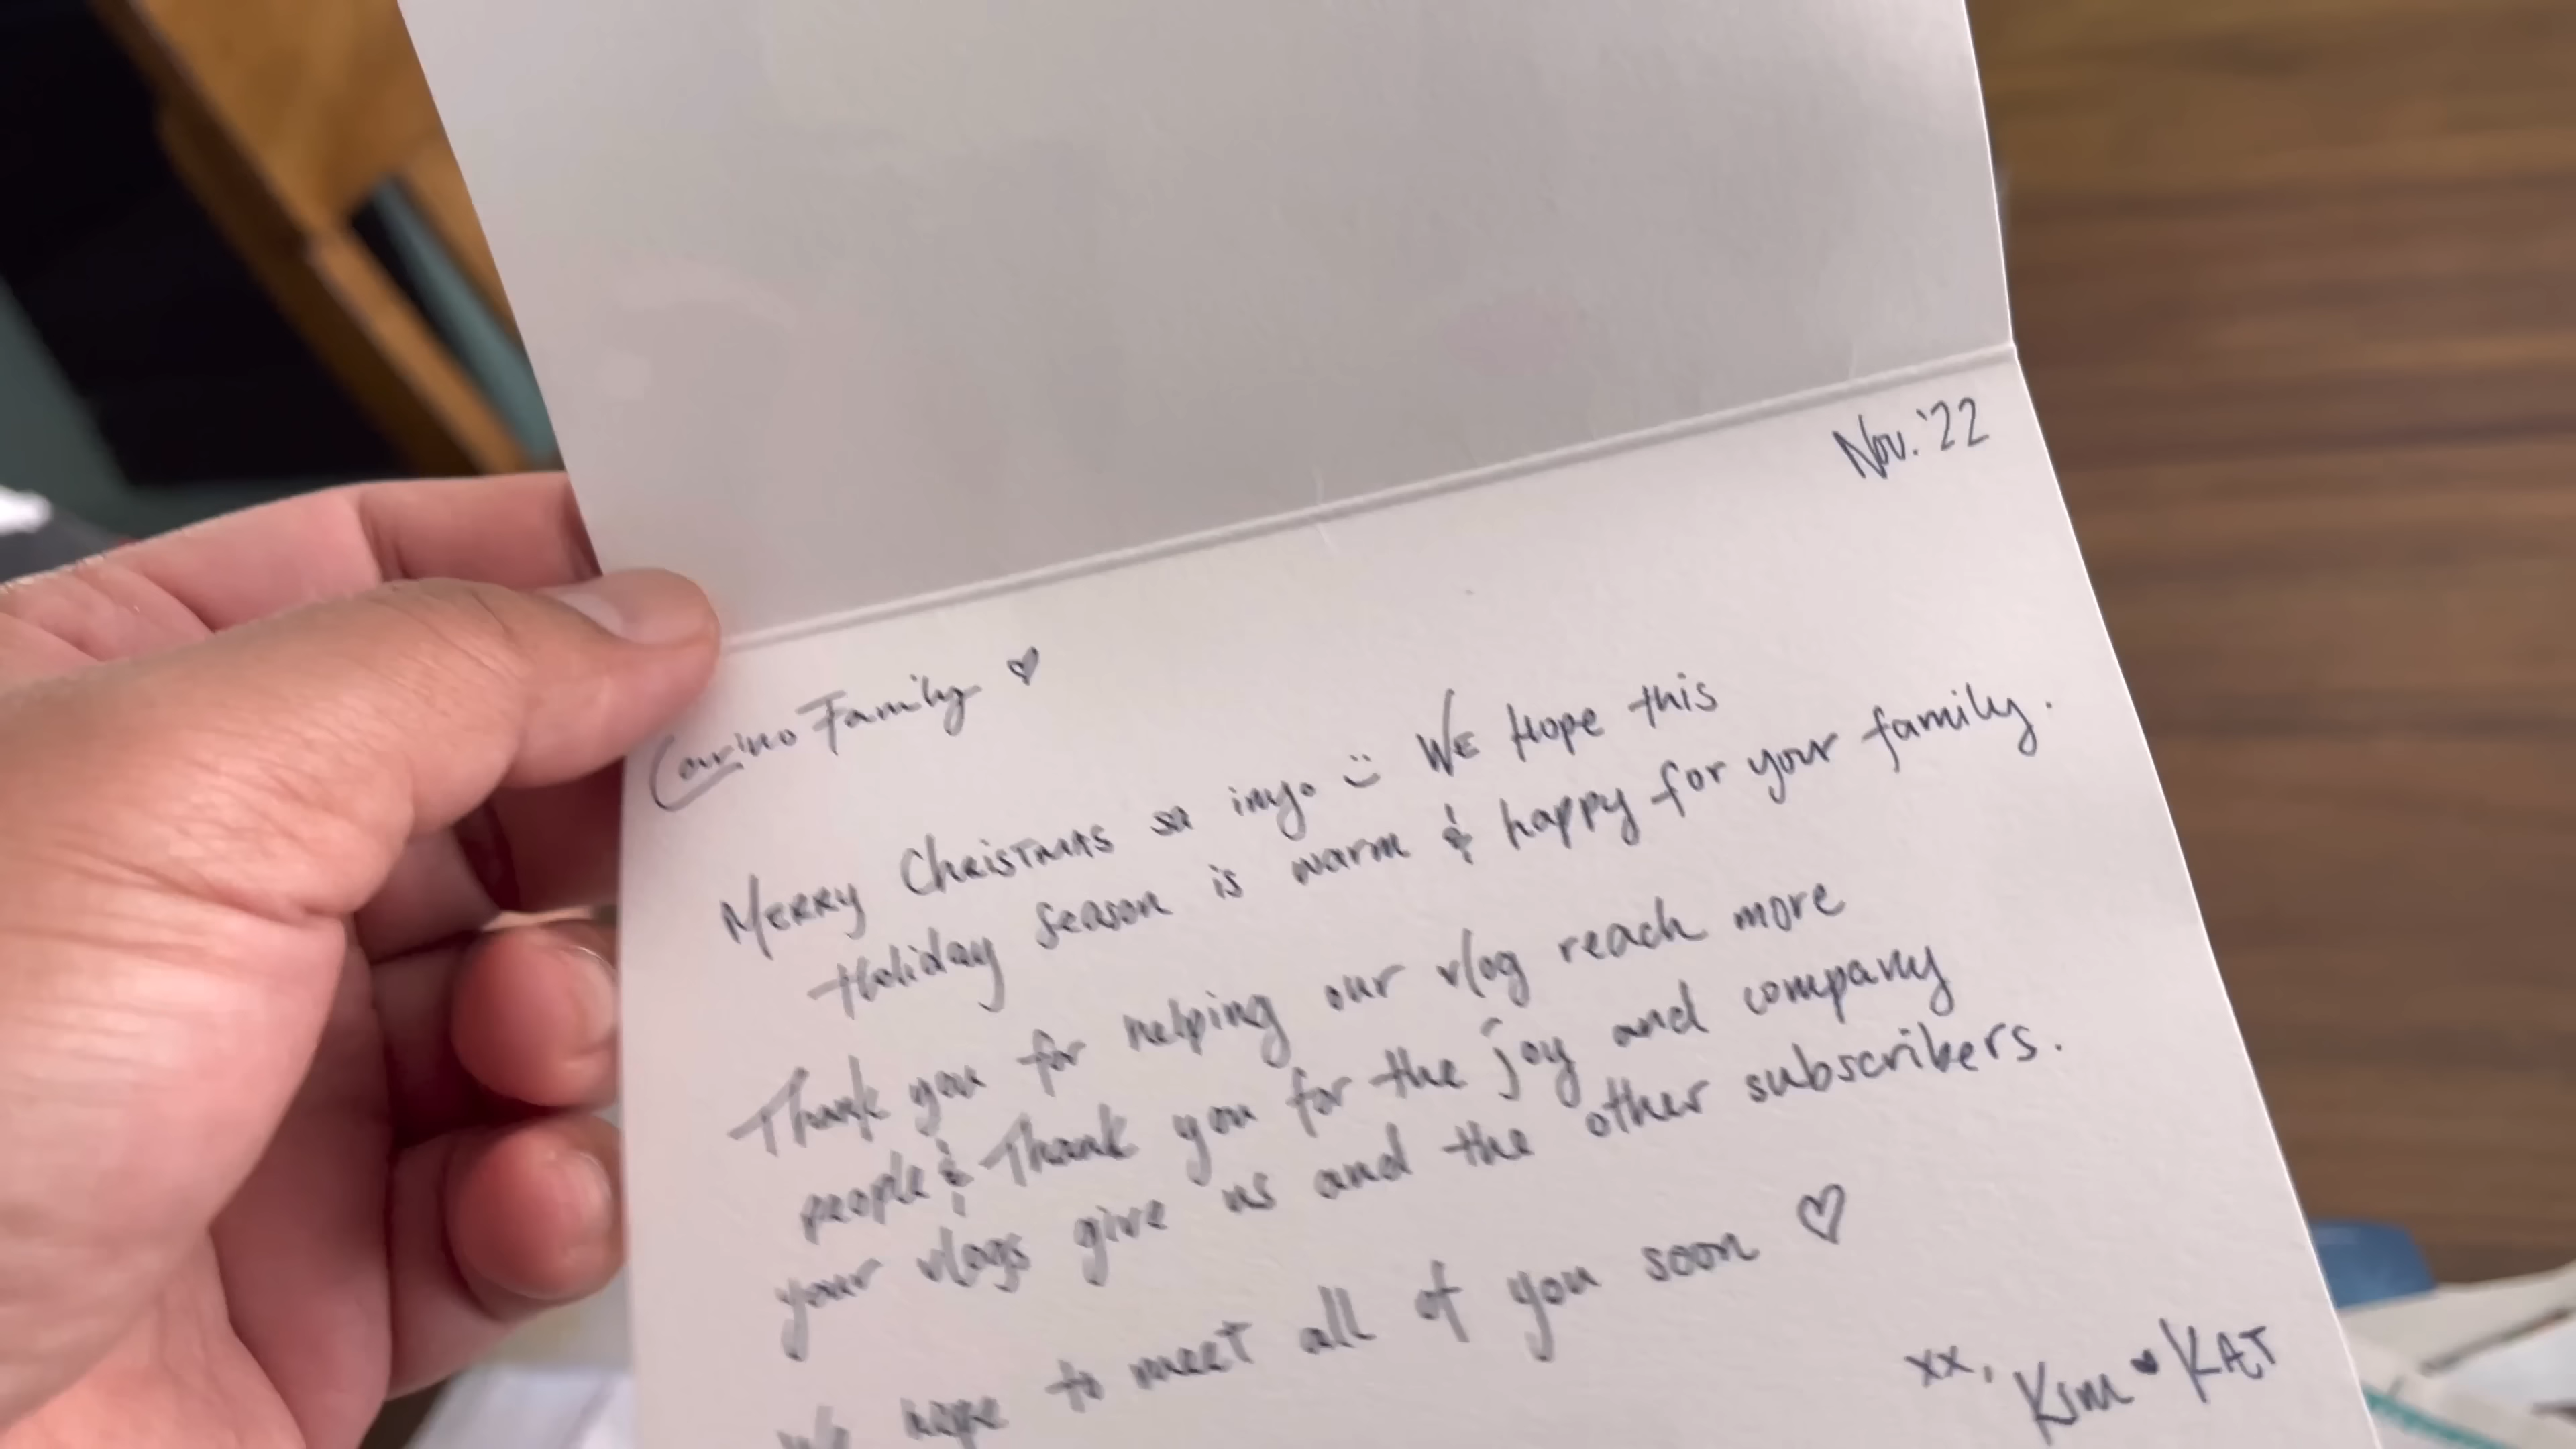 Nov. '22
Carino Family ♡
Merry Christmas sa inyo :) We Hope this
Holiday Season is warm & happy for your family.
Thank you for helping our vlog reach more
people & Thank you for the joy and company
your vlogs give us and the other subscribers.
We hope to meet all of you soon ♡
xx, Kim ♥ KAT